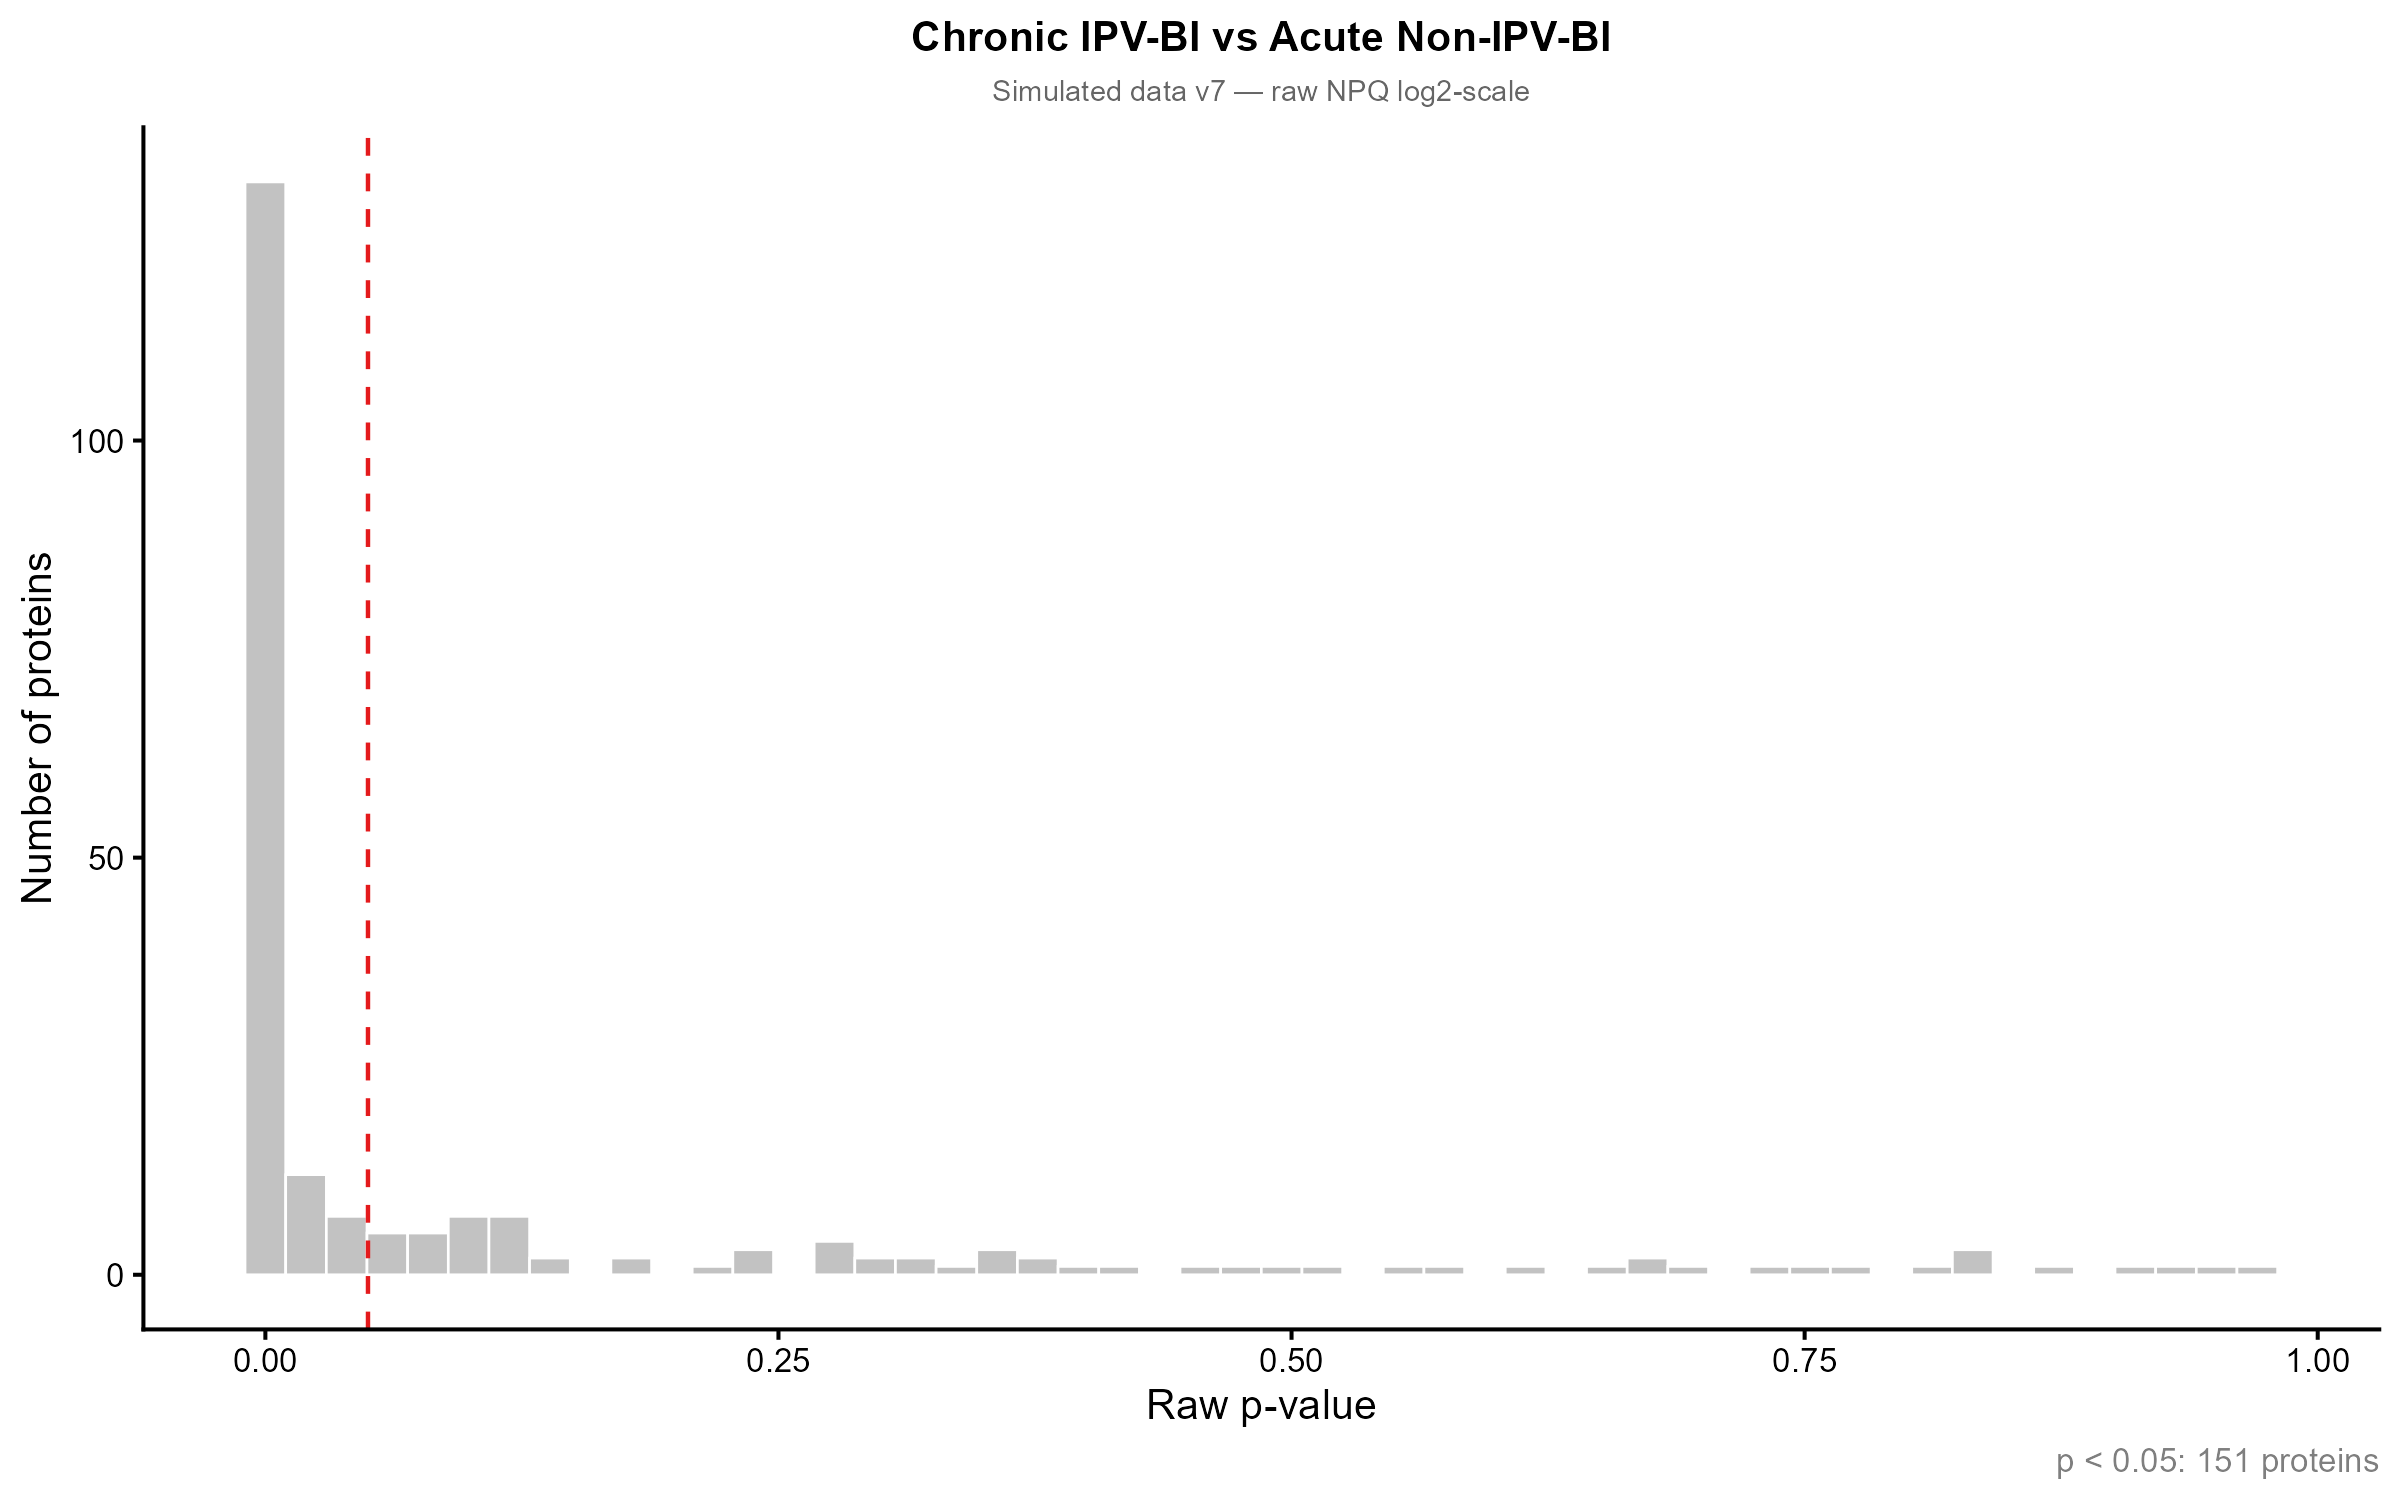 Chronic IPV-BI vs Acute Non-IPV-BI
Simulated data v7 — raw NPQ log2-scale
Number of proteins
100
50
0
0.00
0.25
0.50
0.75
1.00
Raw p-value
p < 0.05: 151 proteins